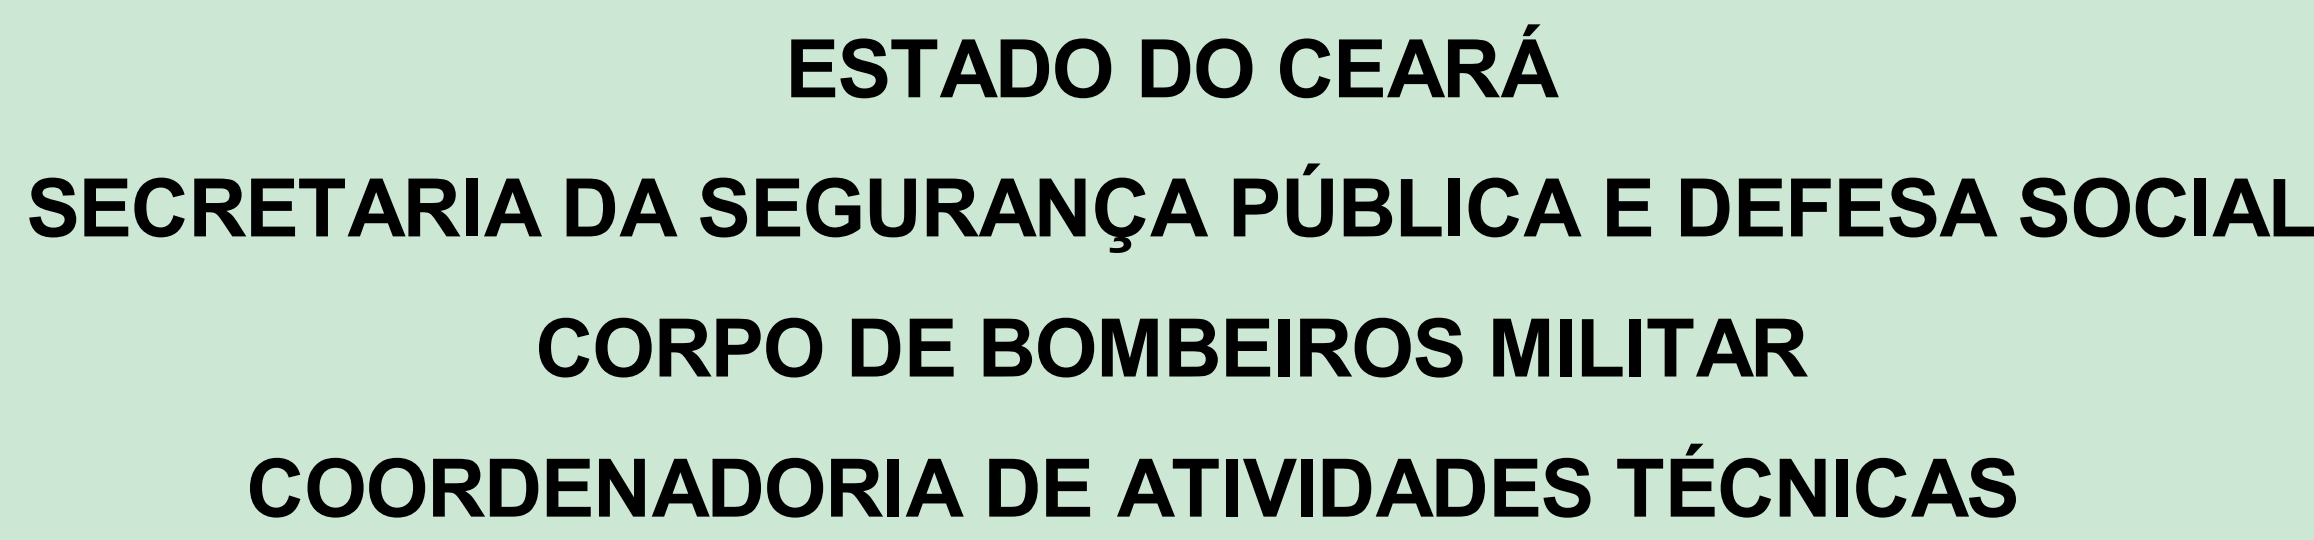 ESTADO DO CEARÁ
SECRETARIA DA SEGURANÇA PÚBLICA E DEFESA SOCIAL
CORPO DE BOMBEIROS MILITAR
COORDENADORIA DE ATIVIDADES TÉCNICAS